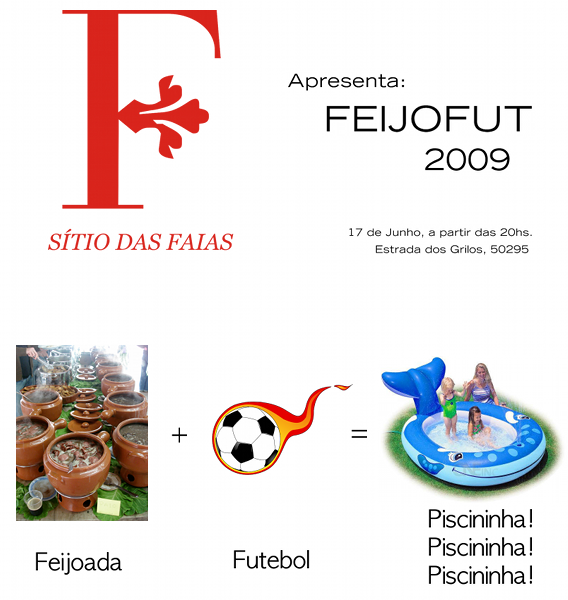 F
SÍTIO DAS FAIAS
Apresenta:
FEIJOFUT
2009
17 de Junho, a partir das 20hs.
Estrada dos Grilos, 50295
+
=
Feijoada
Futebol
Piscininha!
Piscininha!
Piscininha!